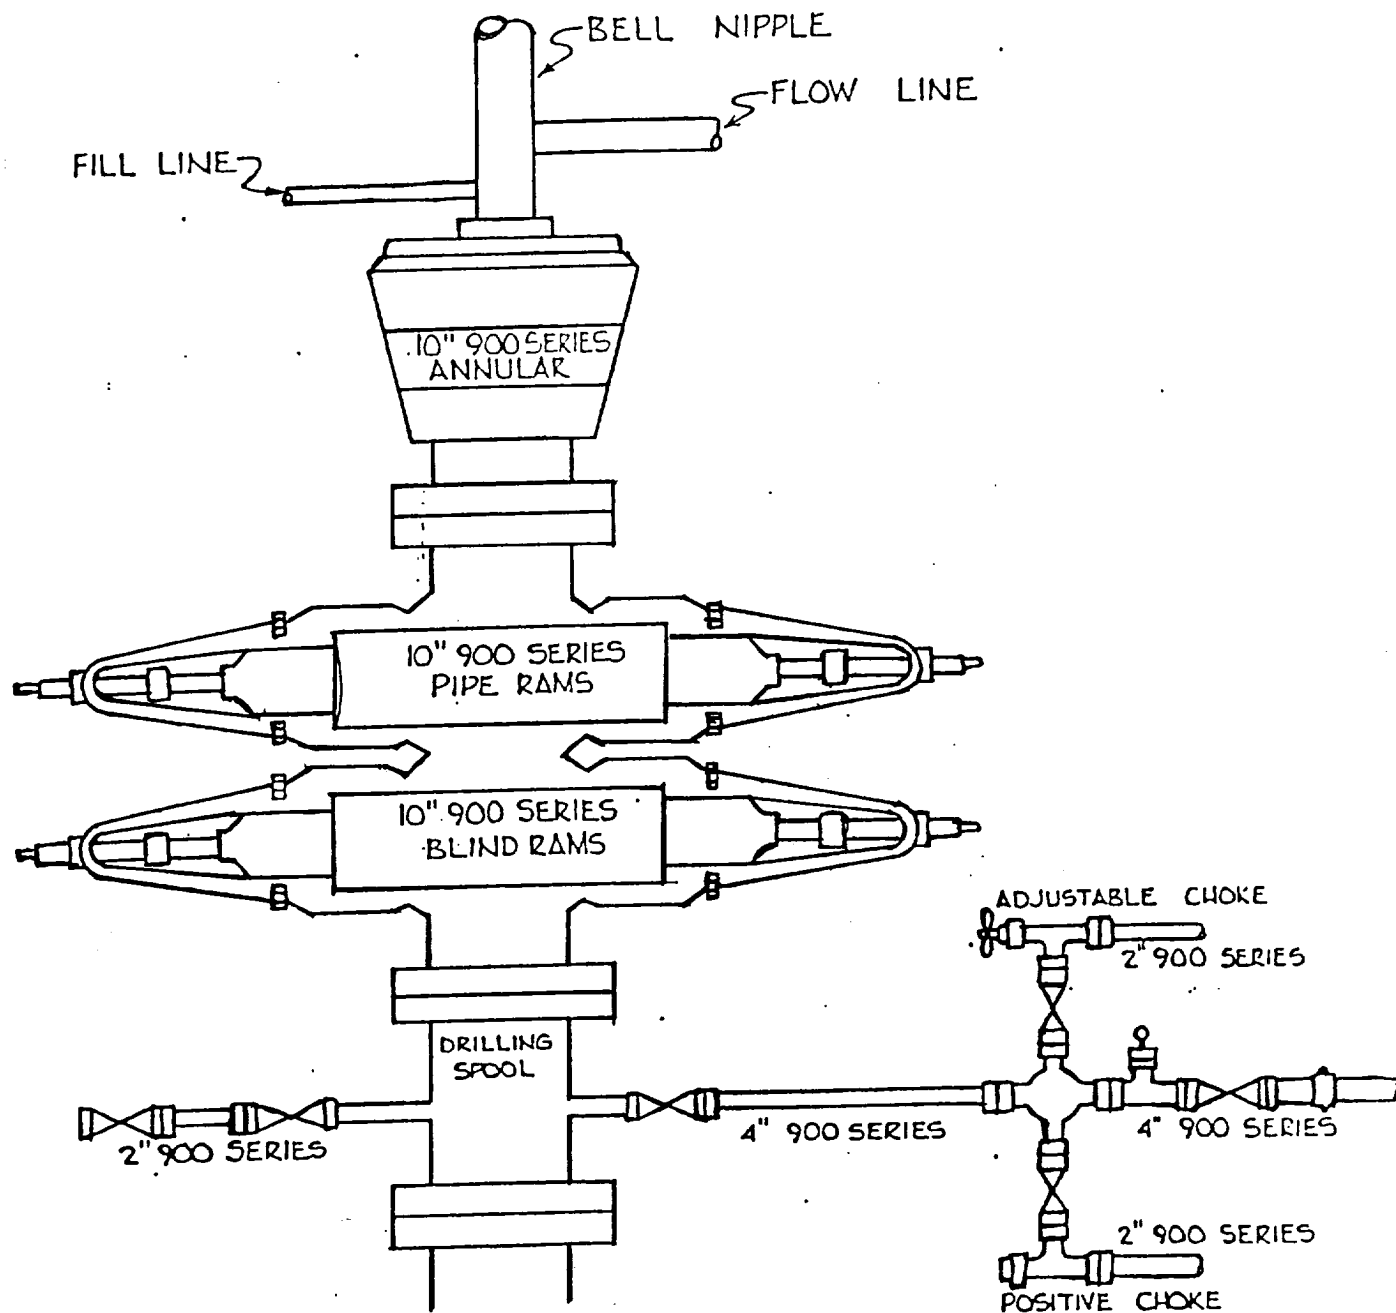 BELL NIPPLE
FLOW LINE
FILL LINE
10" 900 SERIES
ANNULAR
10" 900 SERIES
PIPE RAMS
10" 900 SERIES
BLIND RAMS
ADJUSTABLE CHOKE
2" 900 SERIES
DRILLING
SPOOL
2" 900 SERIES
4" 900 SERIES
4" 900 SERIES
2" 900 SERIES
POSITIVE CHOKE